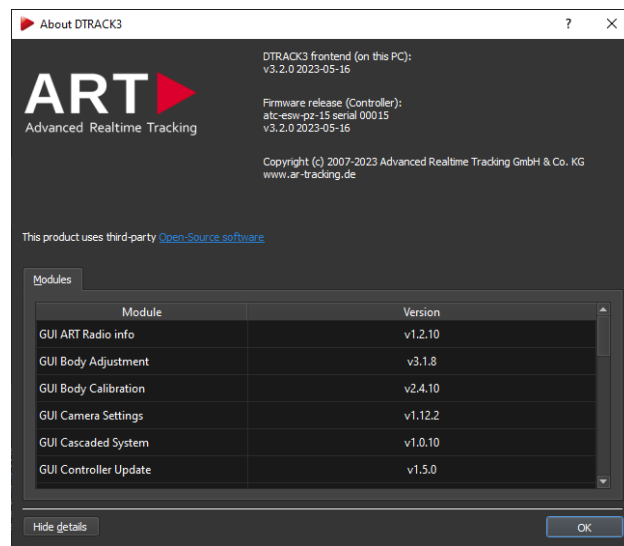 About DTRACK3
ART
Advanced Realtime Tracking
DTRACK3 frontend (on this PC):
v3.2.0 2023-05-16
Firmware release (Controller):
atc-esw-pz-15 serial 00015
v3.2.0 2023-05-16
Copyright (c) 2007-2023 Advanced Realtime Tracking GmbH & Co. KG
www.ar-tracking.de
This product uses third-party Open-Source software
Modules
Module Version
GUI ART Radio info v1.2.10
GUI Body Adjustment v3.1.8
GUI Body Calibration v2.4.10
GUI Camera Settings v1.12.2
GUI Cascaded System v1.0.10
GUI Controller Update v1.5.0
Hide details OK